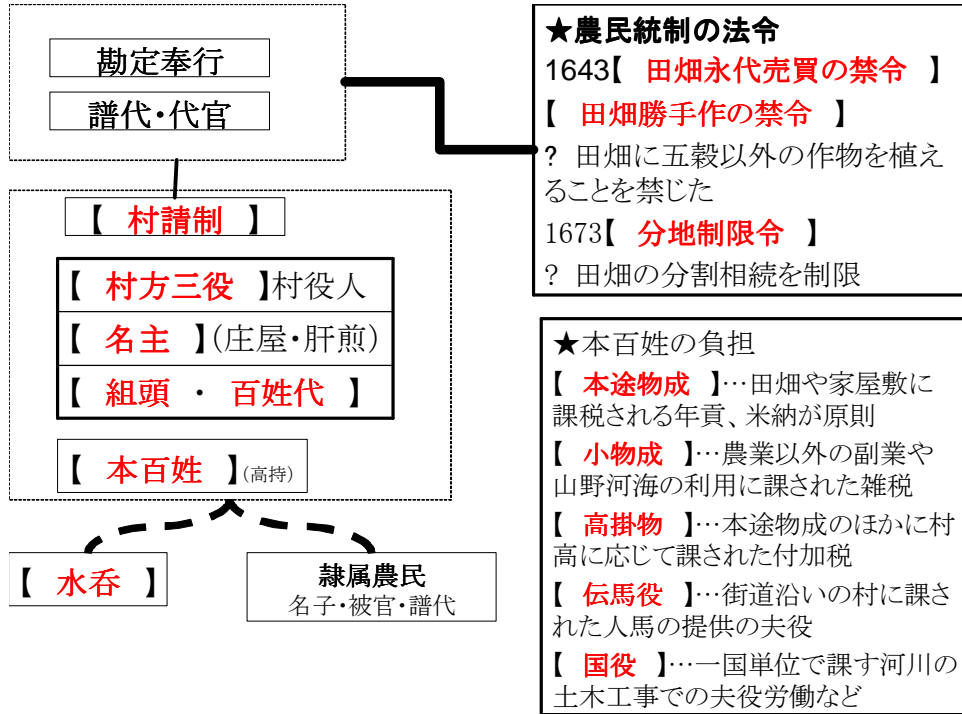 勘定奉行
譜代・代官
【 村請制 】
【 村方三役 】村役人
【 名主 】(庄屋・肝煎)
【 組頭 ・ 百姓代 】
【 本百姓 】(高持)
【 水呑 】
隷属農民
名子・被官・譜代
★農民統制の法令
1643【 田畑永代売買の禁令 】
【 田畑勝手作の禁令 】
? 田畑に五穀以外の作物を植え
ることを禁じた
1673【 分地制限令 】
? 田畑の分割相続を制限
★本百姓の負担
【 本途物成 】…田畑や家屋敷に
課税される年貢、米納が原則
【 小物成 】…農業以外の副業や
山野河海の利用に課された雑税
【 高掛物 】…本途物成のほかに村
高に応じて課された付加税
【 伝馬役 】…街道沿いの村に課さ
れた人馬の提供の夫役
【 国役 】…一国単位で課す河川の
土木工事での夫役労働など